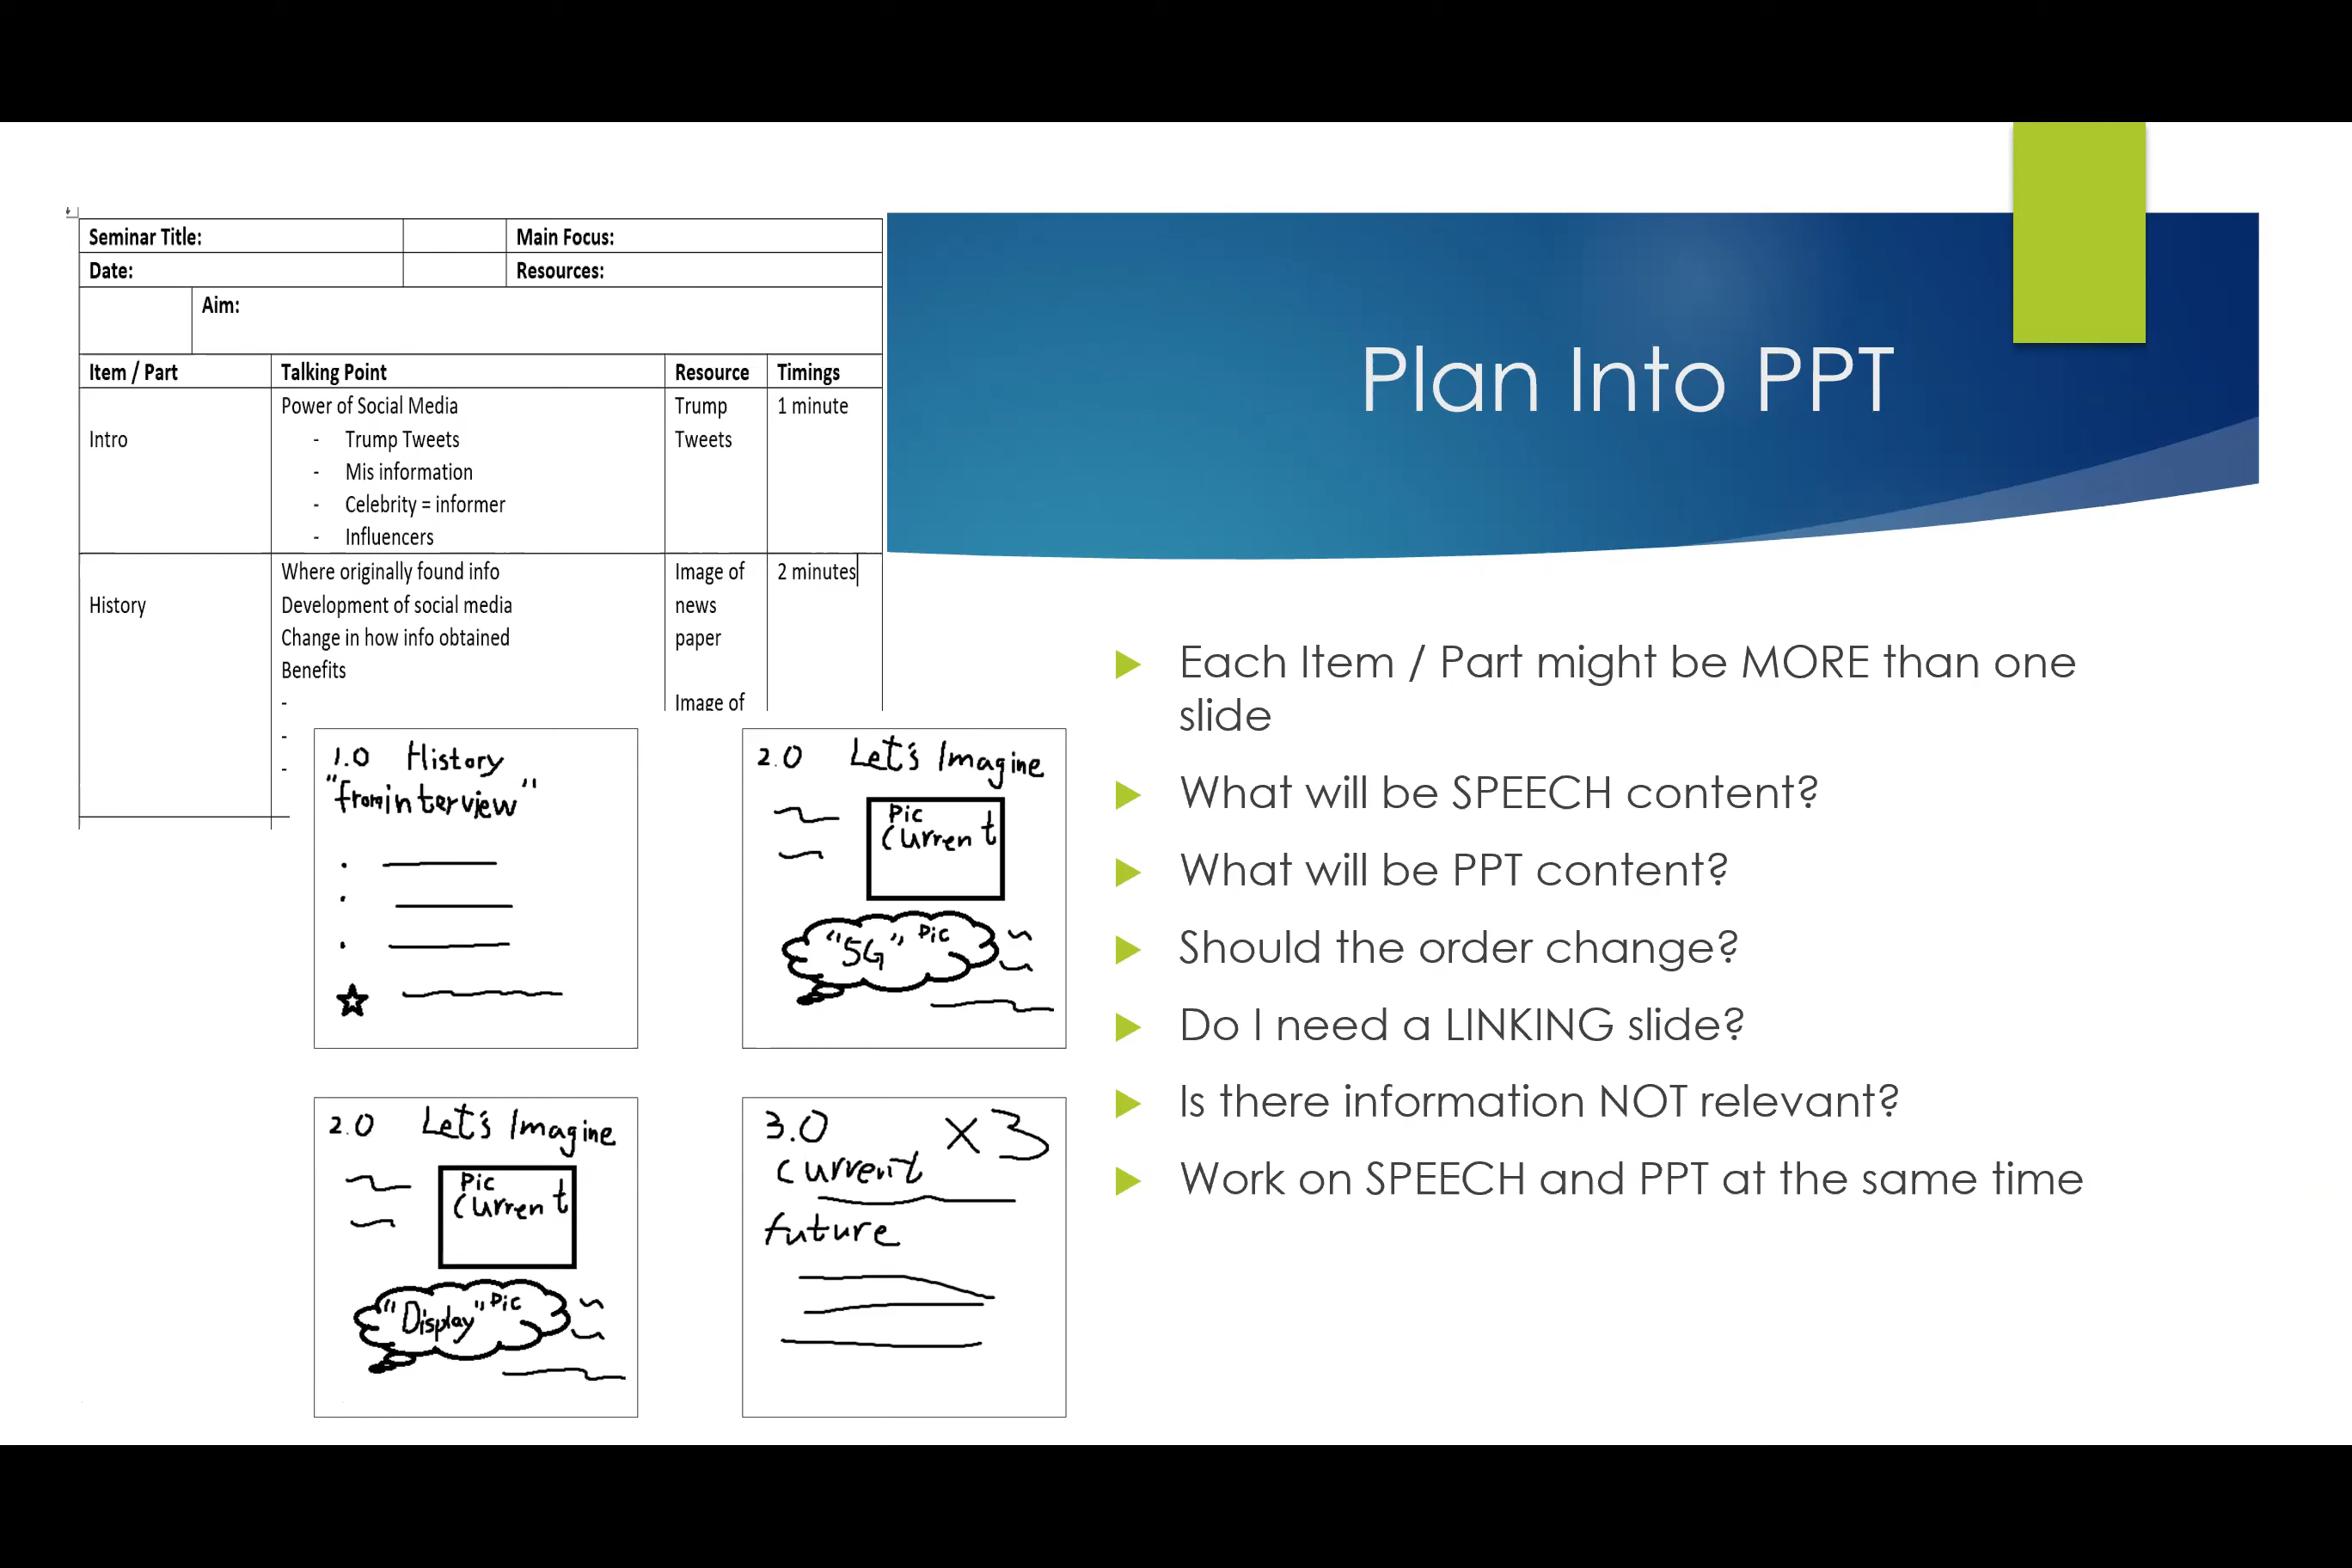 Seminar Title:
Main Focus:
Date:
Resources:
Aim:
Item / Part
Talking Point
Resource
Timings
Intro
Power of Social Media
- Trump Tweets
- Mis information
- Celebrity = informer
- Influencers
Trump
Tweets
1 minute
History
Where originally found info
Development of social media
Change in how info obtained
Benefits
-
-
-
Image of
news
paper
Image of
2 minutes
1.0 History
"from interview"
2.0 Let's Imagine
Pic
Current
"5G" Pic
2.0 Let's Imagine
Pic
Current
"Display" Pic
3.0 x3
current
future
Plan Into PPT
Each Item / Part might be MORE than one
slide
What will be SPEECH content?
What will be PPT content?
Should the order change?
Do I need a LINKING slide?
Is there information NOT relevant?
Work on SPEECH and PPT at the same time